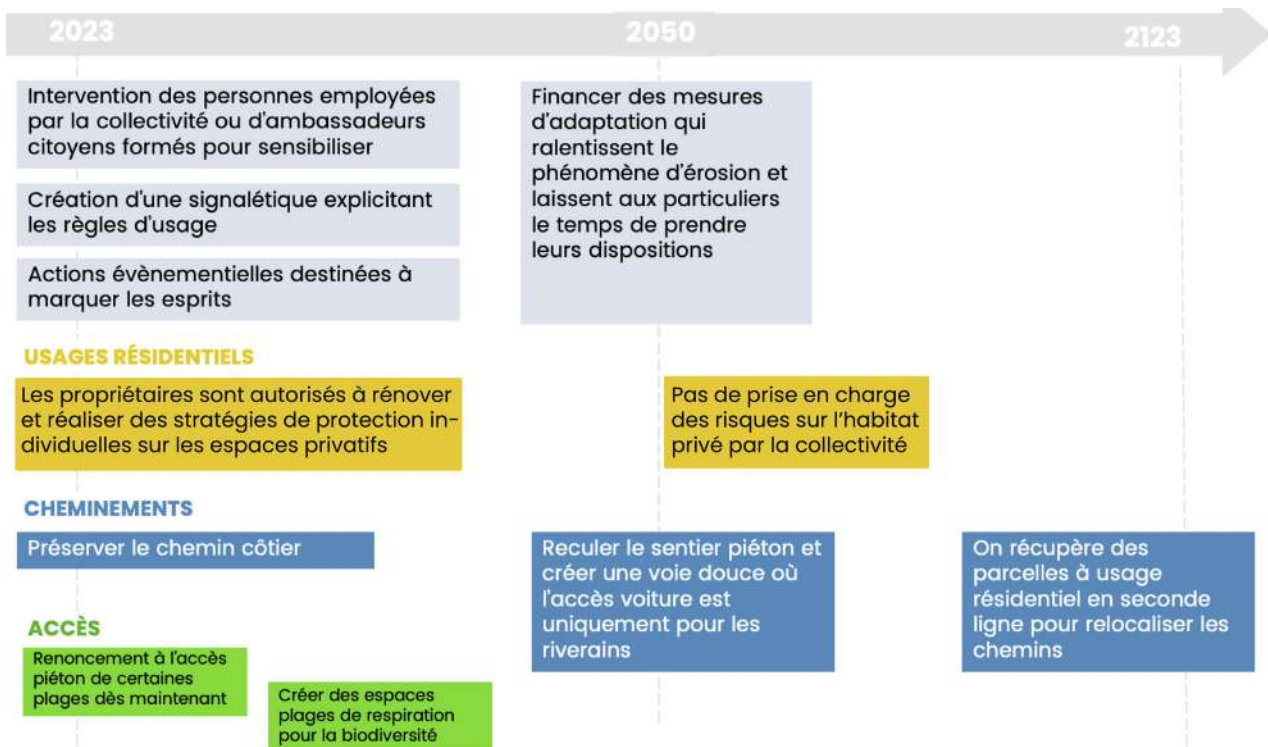 2023
2050
2123
Intervention des personnes employées
par la collectivité ou d'ambassadeurs
citoyens formés pour sensibiliser
Création d'une signalétique explicitant
les règles d'usage
Actions évènementielles destinées à
marquer les esprits
Financer des mesures
d'adaptation qui
ralentissent le
phénomène d'érosion et
laissent aux particuliers
le temps de prendre
leurs dispositions
USAGES RÉSIDENTIELS
Les propriétaires sont autorisés à rénover
et réaliser des stratégies de protection in-
dividuelles sur les espaces privatifs
Pas de prise en charge
des risques sur l'habitat
privé par la collectivité
CHEMINEMENTS
Préserver le chemin côtier
Reculer le sentier piéton et
créer une voie douce où
l'accès voiture est
uniquement pour les
riverains
On récupère des
parcelles à usage
résidentiel en seconde
ligne pour relocaliser les
chemins
ACCÈS
Renoncement à l'accès
piéton de certaines
plages dès maintenant
Créer des espaces
plages de respiration
pour la biodiversité